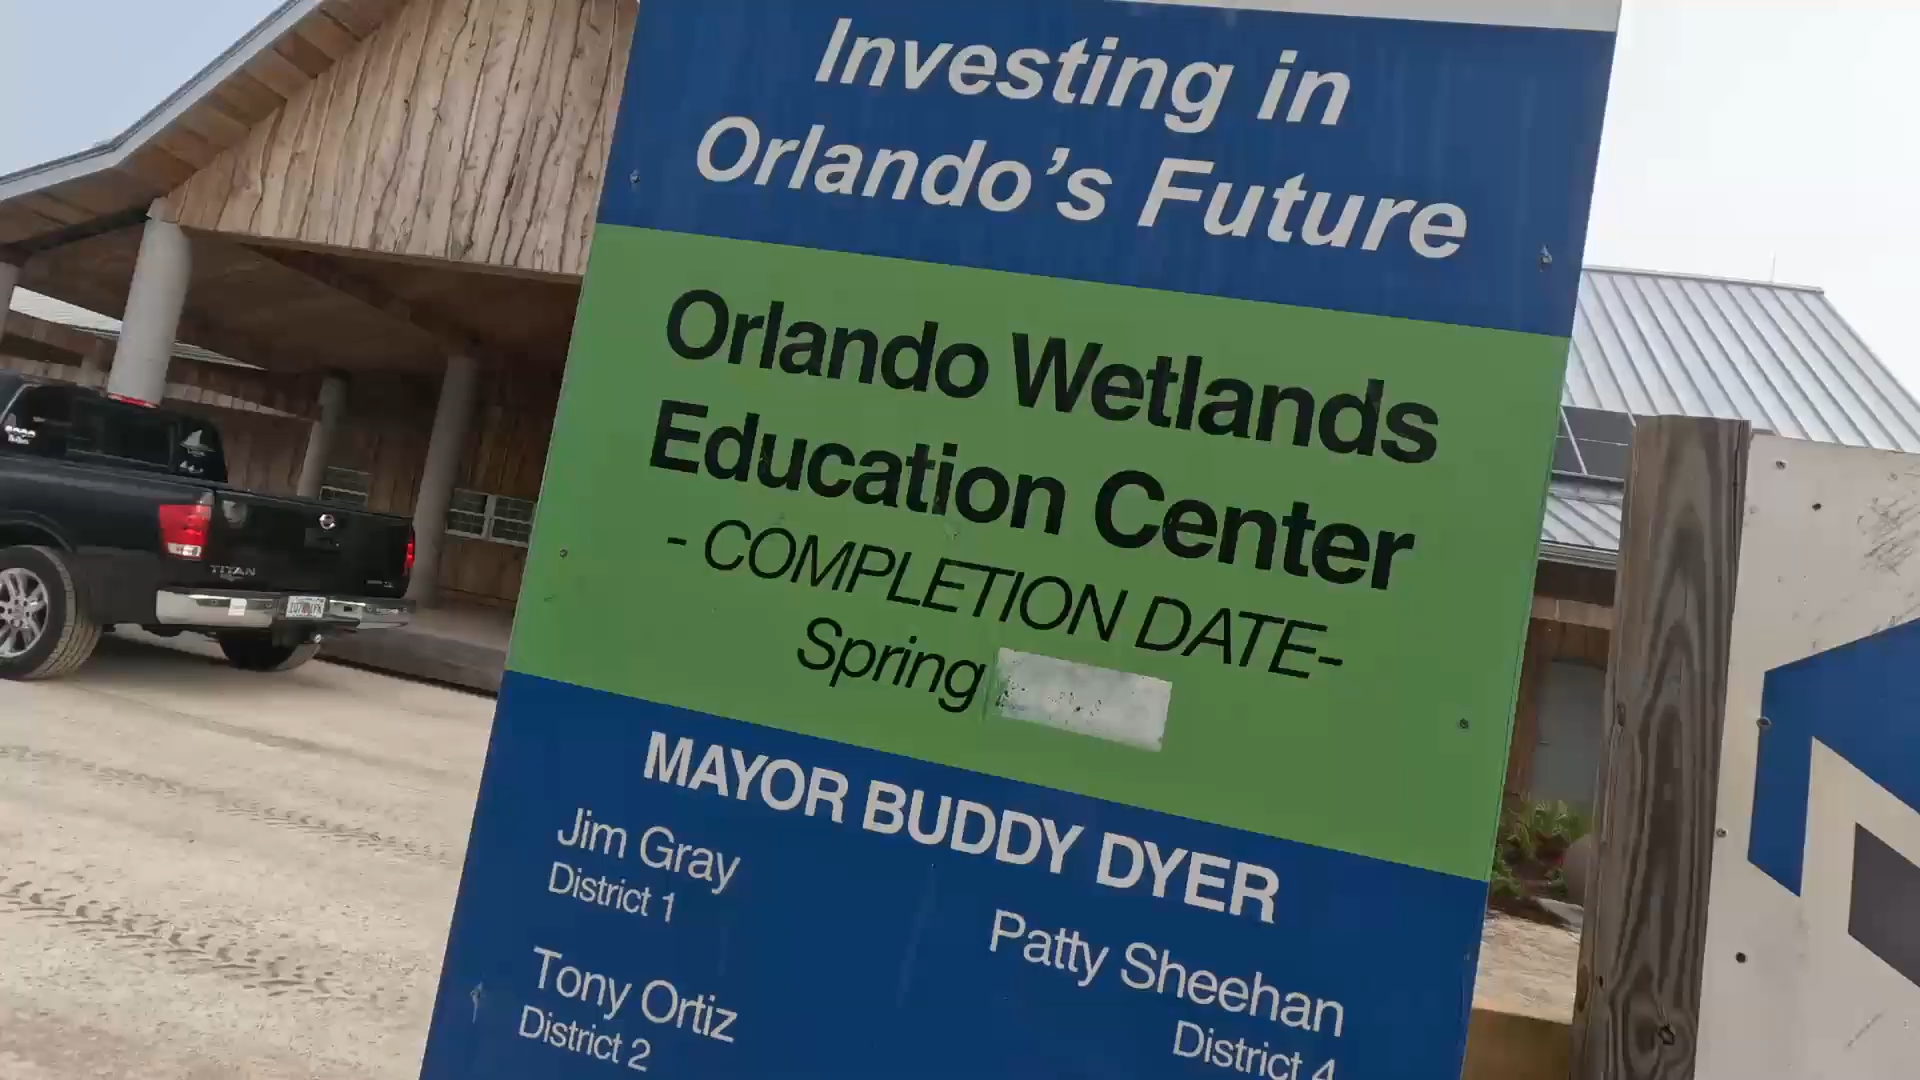 Investing in
Orlando's Future
Orlando Wetlands
Education Center
- COMPLETION DATE-
Spring
MAYOR BUDDY DYER
Jim Gray
District 1
Patty Sheehan
District 4
Tony Ortiz
District 2
TITAN